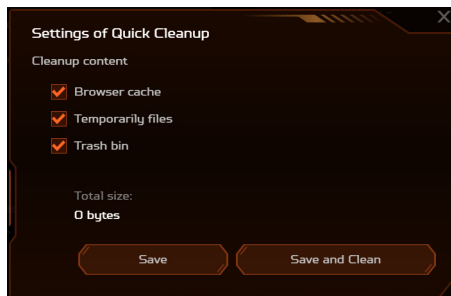 Settings of Quick Cleanup
Cleanup content
Browser cache
Temporarily files
Trash bin
Total size:
0 bytes
Save
Save and Clean